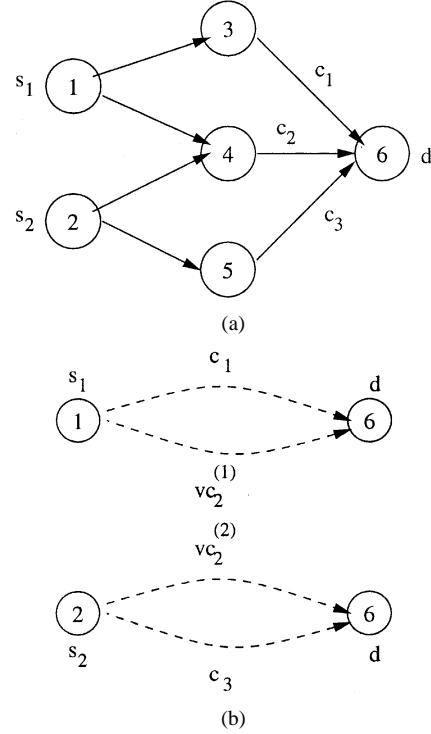 3
s1 1 c1
c2
4 6 d
s2 2 c3
5
(a)
c1
s1 d
1 6
vc2(1)
vc2(2)
2 6
s2 d
c3
(b)